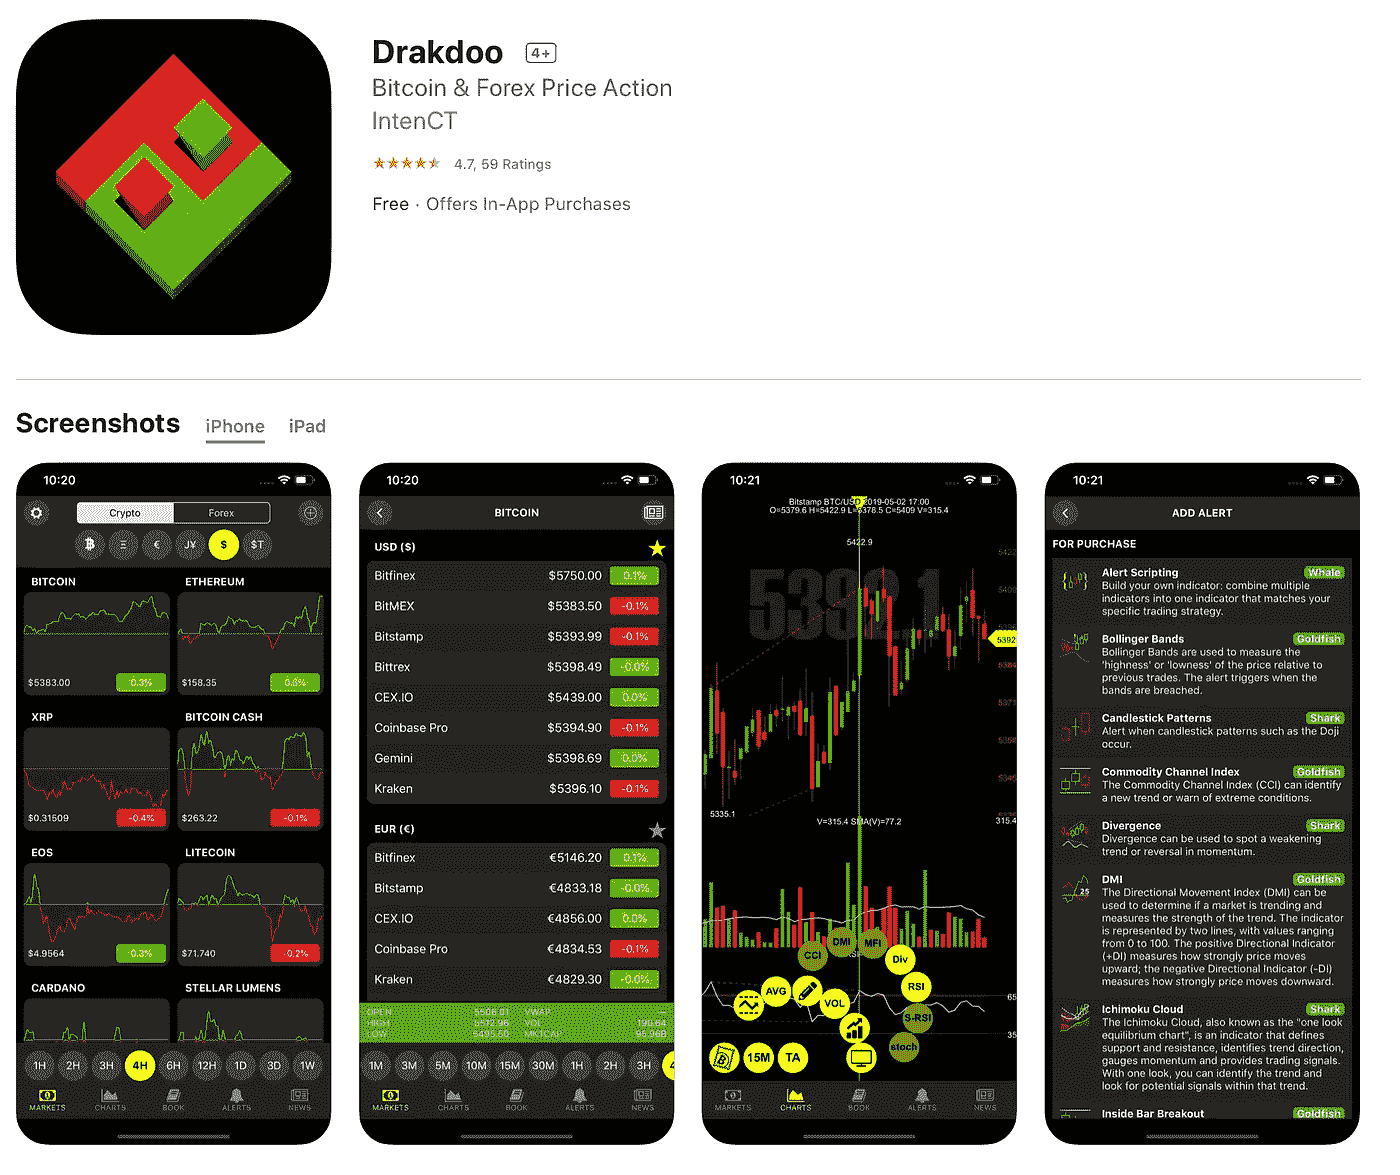 Drakdoo 4+
Bitcoin & Forex Price Action
IntenCT
4.7, 59 Ratings
Free · Offers In-App Purchases
Screenshots iPhone iPad
10:20
Crypto Forex
Ξ € J¥ $ $T
BITCOIN ETHEREUM
$5383.00 -0.3% $158.35
XRP BITCOIN CASH
$0.31509 -0.4% $263.22 -0.1%
EOS LITECOIN
$4.9564 -0.3% $71.740 -0.2%
CARDANO STELLAR LUMENS
1H 2H 3H 4H 6H 12H 1D 3D 1W
MARKETS CHARTS BOOK ALERTS NEWS
10:20
BITCOIN
USD ($)
Bitfinex $5750.00 0.1%
BitMEX $5383.50 -0.1%
Bitstamp $5393.99 -0.1%
Bittrex $5398.49 -0.0%
CEX.IO $5439.00 0.0%
Coinbase Pro $5394.90 -0.1%
Gemini $5398.69 0.0%
Kraken $5396.10 -0.1%
EUR (€)
Bitfinex €5146.20 0.1%
Bitstamp €4833.18 -0.0%
CEX.IO €4856.00 0.0%
Coinbase Pro €4834.53 -0.1%
Kraken €4829.30 -0.0%
OPEN VWAP
HIGH VOL
LOW MKTCAP
1M 3M 5M 10M 15M 30M 1H 2H 3H
MARKETS CHARTS BOOK ALERTS NEWS
10:21
Bitstamp BTC/USD 2019-05-02 17:00
O=5379.6 H=5422.9 L=5378.5 C=5409 V=315.4
5422.9
5392.1
5392
5335.1
V=315.4 SMA(V)=77.2 315.4
CCI DMI MFI Div
AVG VOL RSI
65
S-RSI
35
stoch
15M TA
MARKETS CHARTS BOOK ALERTS NEWS
10:21
ADD ALERT
FOR PURCHASE
Alert Scripting Whale
Build your own indicator: combine multiple
indicators into one indicator that matches your
specific trading strategy.
Bollinger Bands Goldfish
Bollinger Bands are used to measure the
'highness' or 'lowness' of the price relative to
previous trades. The alert triggers when the
bands are breached.
Candlestick Patterns Shark
Alert when candlestick patterns such as the Doji
occur.
Commodity Channel Index Goldfish
The Commodity Channel Index (CCI) can identify
a new trend or warn of extreme conditions.
Divergence Shark
Divergence can be used to spot a weakening
trend or reversal in momentum.
DMI Goldfish
25
The Directional Movement Index (DMI) can be
used to determine if a market is trending and
measures the strength of the trend. The indicator
is represented by two lines, with values ranging
from 0 to 100. The positive Directional Indicator
(+DI) measures how strongly price moves
upward; the negative Directional Indicator (-DI)
measures how strongly price moves downward.
Ichimoku Cloud Shark
The Ichimoku Cloud, also known as the "one look
equilibrium chart", is an indicator that defines
support and resistance, identifies trend direction,
gauges momentum and provides trading signals.
With one look, you can identify the trend and
look for potential signals within that trend.
Inside Bar Breakout Goldfish